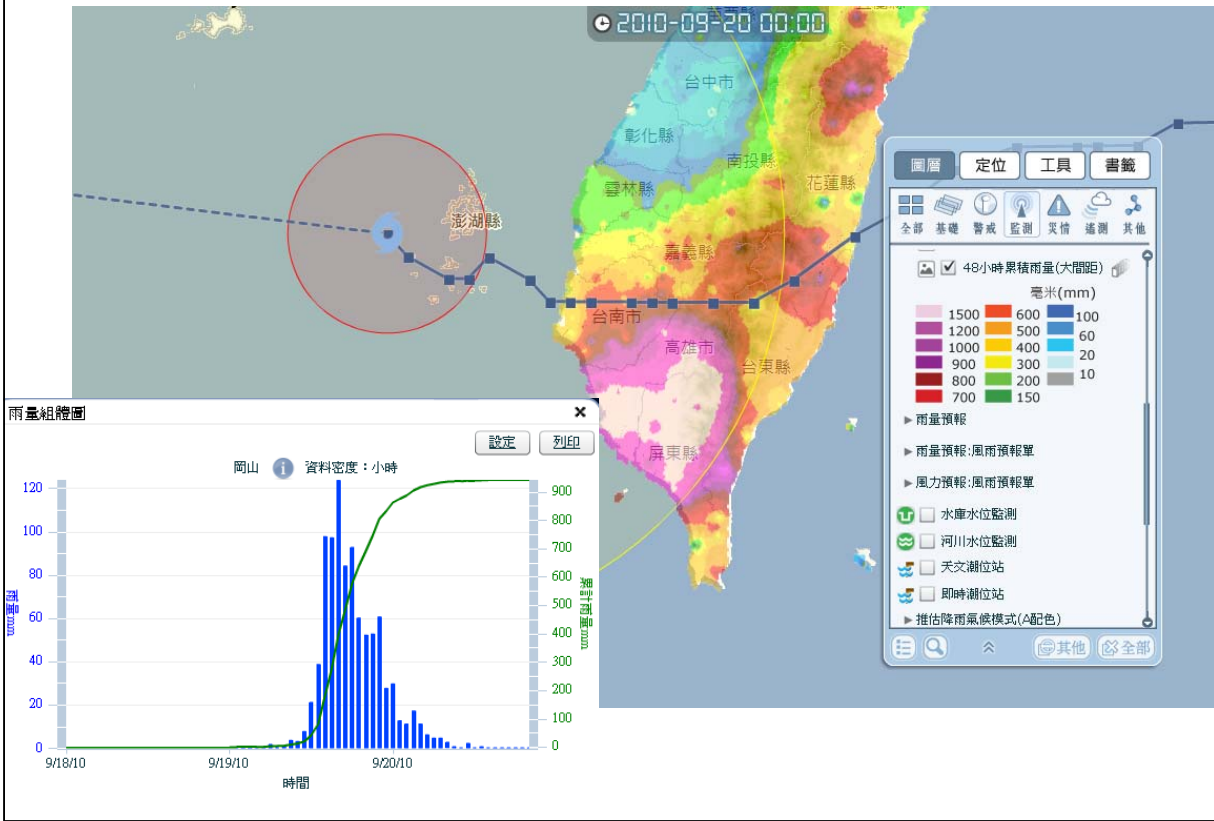 2010-09-20 00:00
台中市
彰化縣
南投縣
雲林縣
花蓮縣
澎湖縣
嘉義縣
台南市
高雄市
台東縣
屏東縣
圖層 定位 工具 書籤
全部 基礎 警戒 監測 災情 遙測 其他
48小時累積雨量(大間距)
毫米(mm)
1500 600 100
1200 500 60
1000 400 20
900 300 10
800 200
700 150
雨量預報
雨量預報:風雨預報單
風力預報:風雨預報單
水庫水位監測
河川水位監測
天文潮位站
即時潮位站
推估降雨氣候模式(A配色)
其他 全部
雨量組體圖
設定 列印
岡山 資料密度：小時
雨量mm
120
100
80
60
40
20
0
900
800
700
600
500
400
300
200
100
0
累計雨量mm
9/18/10 9/19/10 9/20/10
時間